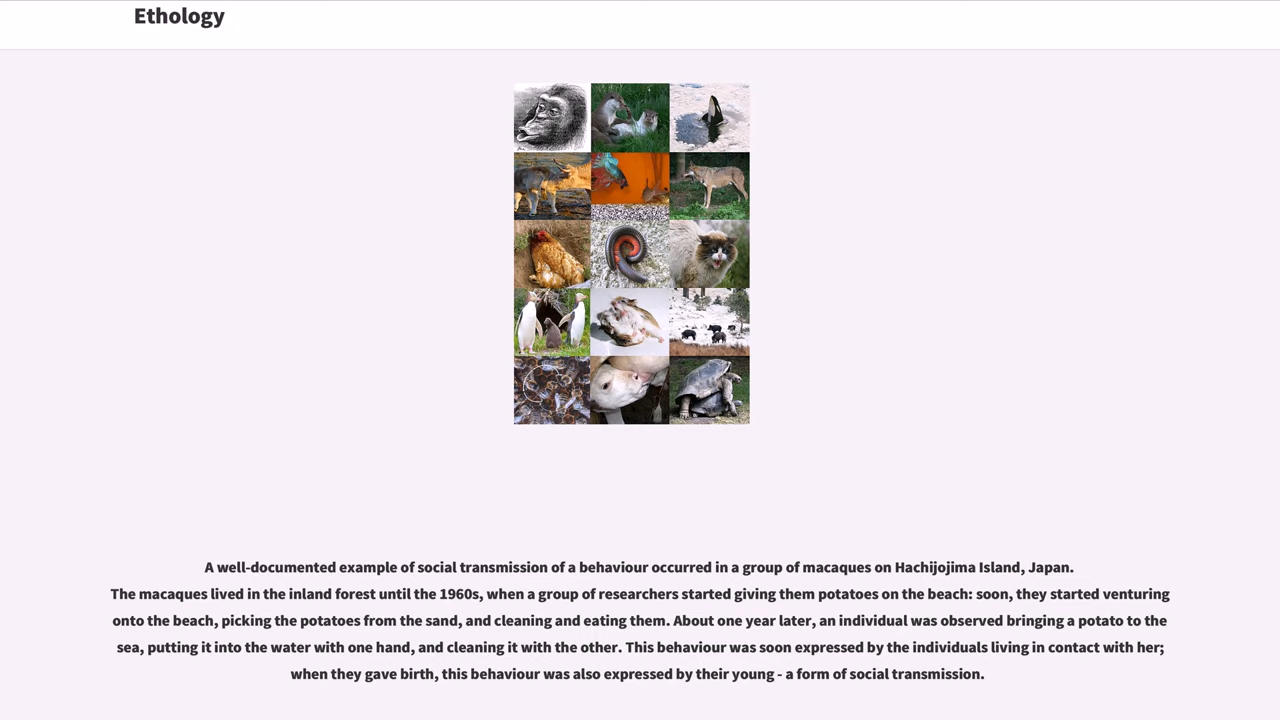 Ethology
A well-documented example of social transmission of a behaviour occurred in a group of macaques on Hachijojima Island, Japan.
The macaques lived in the inland forest until the 1960s, when a group of researchers started giving them potatoes on the beach: soon, they started venturing
onto the beach, picking the potatoes from the sand, and cleaning and eating them. About one year later, an individual was observed bringing a potato to the
sea, putting it into the water with one hand, and cleaning it with the other. This behaviour was soon expressed by the individuals living in contact with her;
when they gave birth, this behaviour was also expressed by their young - a form of social transmission.